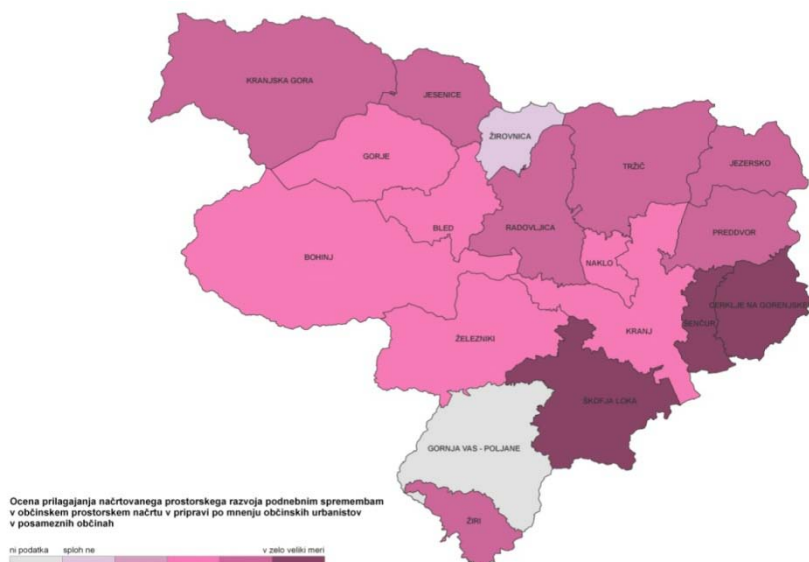 KRANJSKA GORA
JESENICE
ŽIROVNICA
GORJE
TRŽIČ
JEZERSKO
BLED
RADOVLJICA
PREDDVOR
BOHINJ
NAKLO
CERKLJE NA GORENJSKEM
ŠENČUR
KRANJ
ŽELEZNIKI
ŠKOFJA LOKA
GORNJA VAS - POLJANE
ŽIRI
Ocena prilagajanja načrtovanega prostorskega razvoja podnebnim spremembam
v občinskem prostorskem načrtu v pripravi po mnenju občinskih urbanistov
v posameznih občinah
ni podatka sploh ne v zelo veliki meri